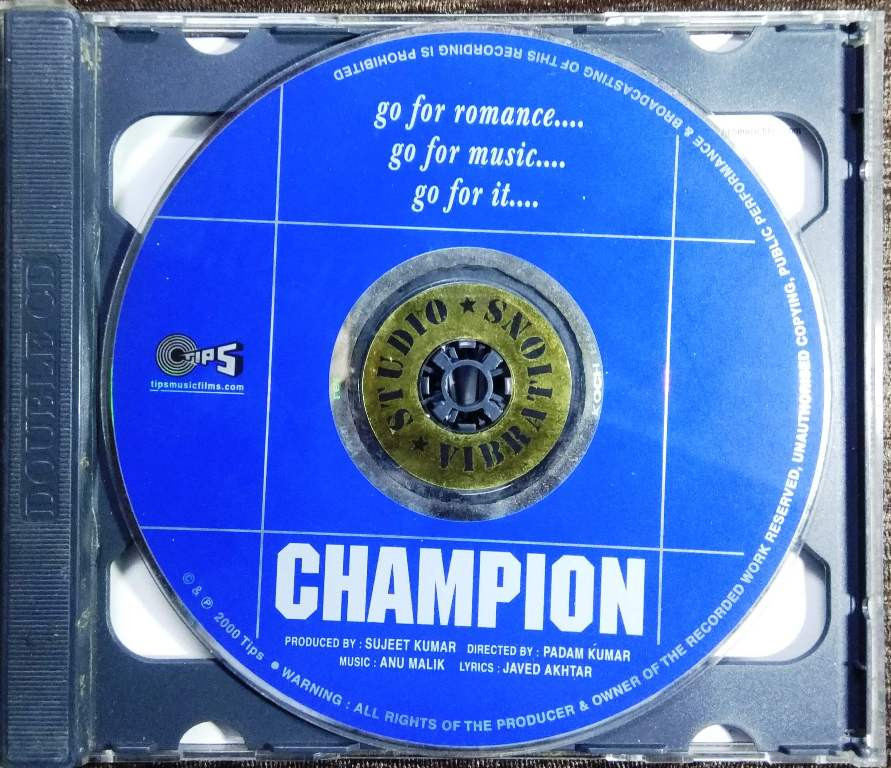 go for romance....
go for music....
go for it....
DOUBLE CD
TIPS
tipsmusicfilms.com
STUDIO ★ VIBRATIONS ★
CHAMPION
PRODUCED BY : SUJEET KUMAR DIRECTED BY : PADAM KUMAR
MUSIC : ANU MALIK LYRICS : JAVED AKHTAR
© & ℗ 2000 Tips ● WARNING : ALL RIGHTS OF THE PRODUCER & OWNER OF THE RECORDED WORK RESERVED, UNAUTHORISED COPYING, PUBLIC PERFORMANCE & BROADCASTING OF THIS RECORDING IS PROHIBITED
KOCH